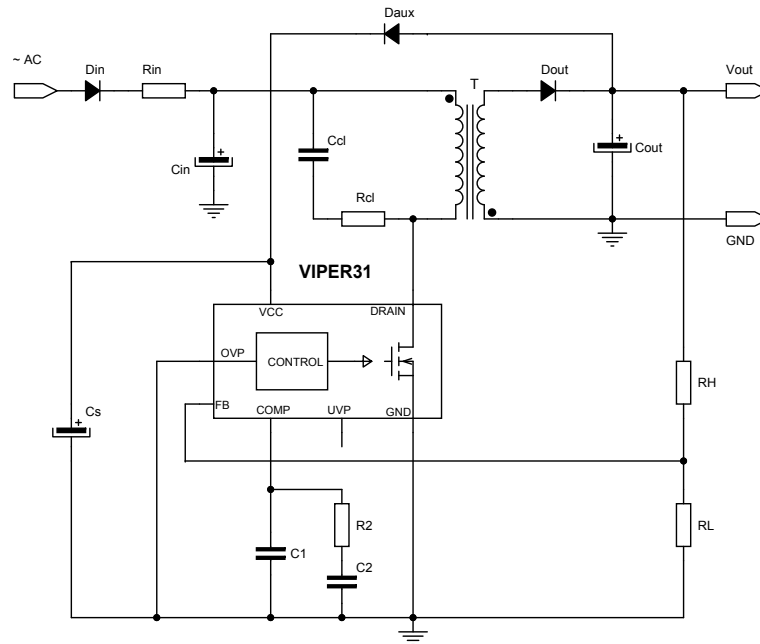 Daux
~ AC
Din
Rin
T
Dout
Vout
+
Cin
Ccl
+
Cout
Rcl
GND
VIPER31
VCC
DRAIN
OVP
CONTROL
RH
FB
COMP
UVP
GND
Cs
+
R2
RL
C1
C2